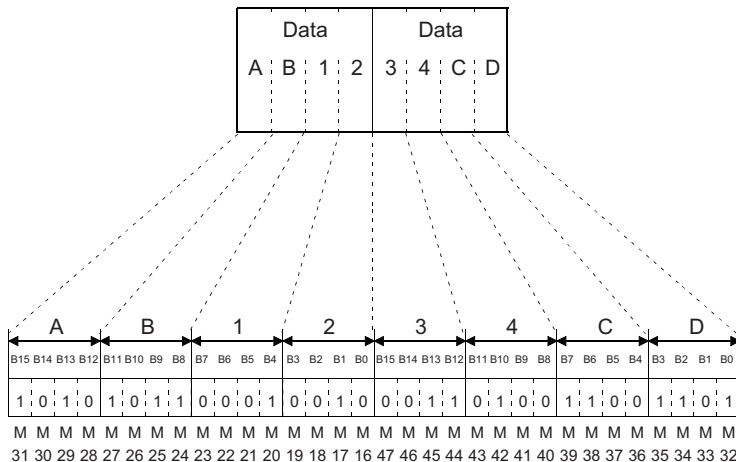 Data Data
A B 1 2 3 4 C D
A B 1 2 3 4 C D
B15 B14 B13 B12 B11 B10 B9 B8 B7 B6 B5 B4 B3 B2 B1 B0 B15 B14 B13 B12 B11 B10 B9 B8 B7 B6 B5 B4 B3 B2 B1 B0
1 0 1 0 1 0 1 1 0 0 0 1 0 0 1 0 0 0 1 1 0 1 0 0 1 1 0 0 1 1 0 1
M M M M M M M M M M M M M M M M M M M M M M M M M M M M M M M M
31 30 29 28 27 26 25 24 23 22 21 20 19 18 17 16 47 46 45 44 43 42 41 40 39 38 37 36 35 34 33 32